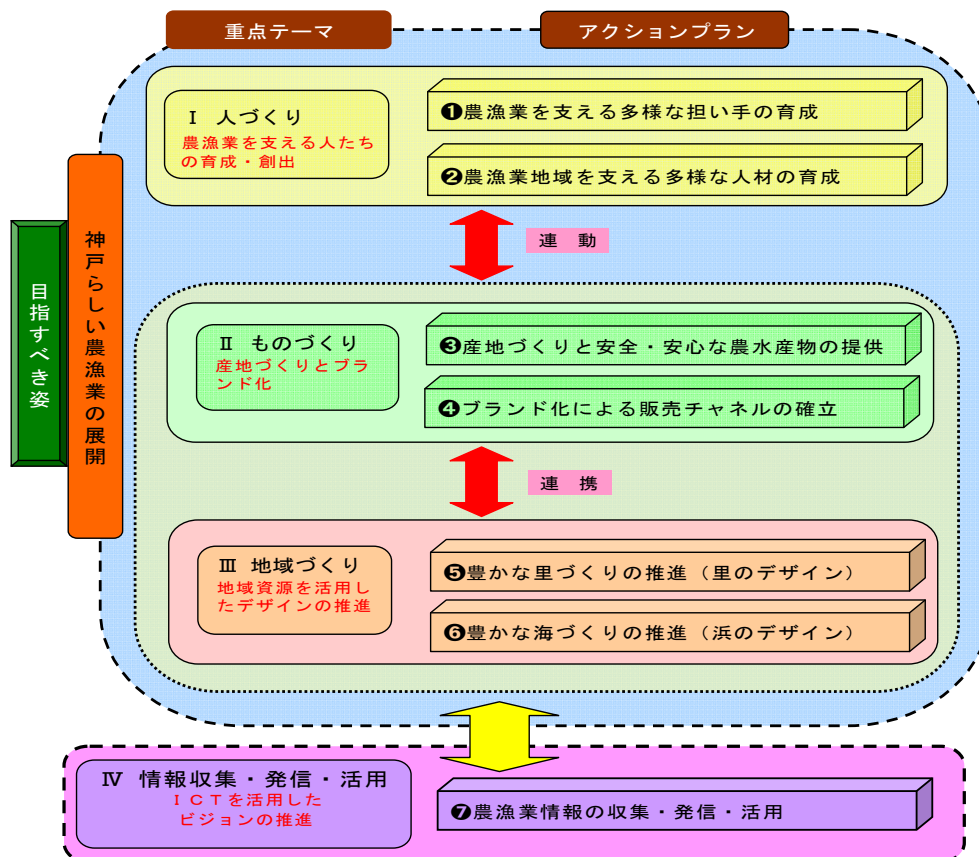 重点テーマ
アクションプラン
目指すべき姿
神戸らしい農漁業の展開
Ⅰ 人づくり
農漁業を支える人たち
の育成・創出
❶農漁業を支える多様な担い手の育成
❷農漁業地域を支える多様な人材の育成
連 動
Ⅱ ものづくり
産地づくりとブラ
ンド化
❸産地づくりと安全・安心な農水産物の提供
❹ブランド化による販売チャネルの確立
連 携
Ⅲ 地域づくり
地域資源を活用し
たデザインの推進
❺豊かな里づくりの推進（里のデザイン）
❻豊かな海づくりの推進（浜のデザイン）
Ⅳ 情報収集・発信・活用
ＩＣＴを活用した
ビジョンの推進
❼農漁業情報の収集・発信・活用